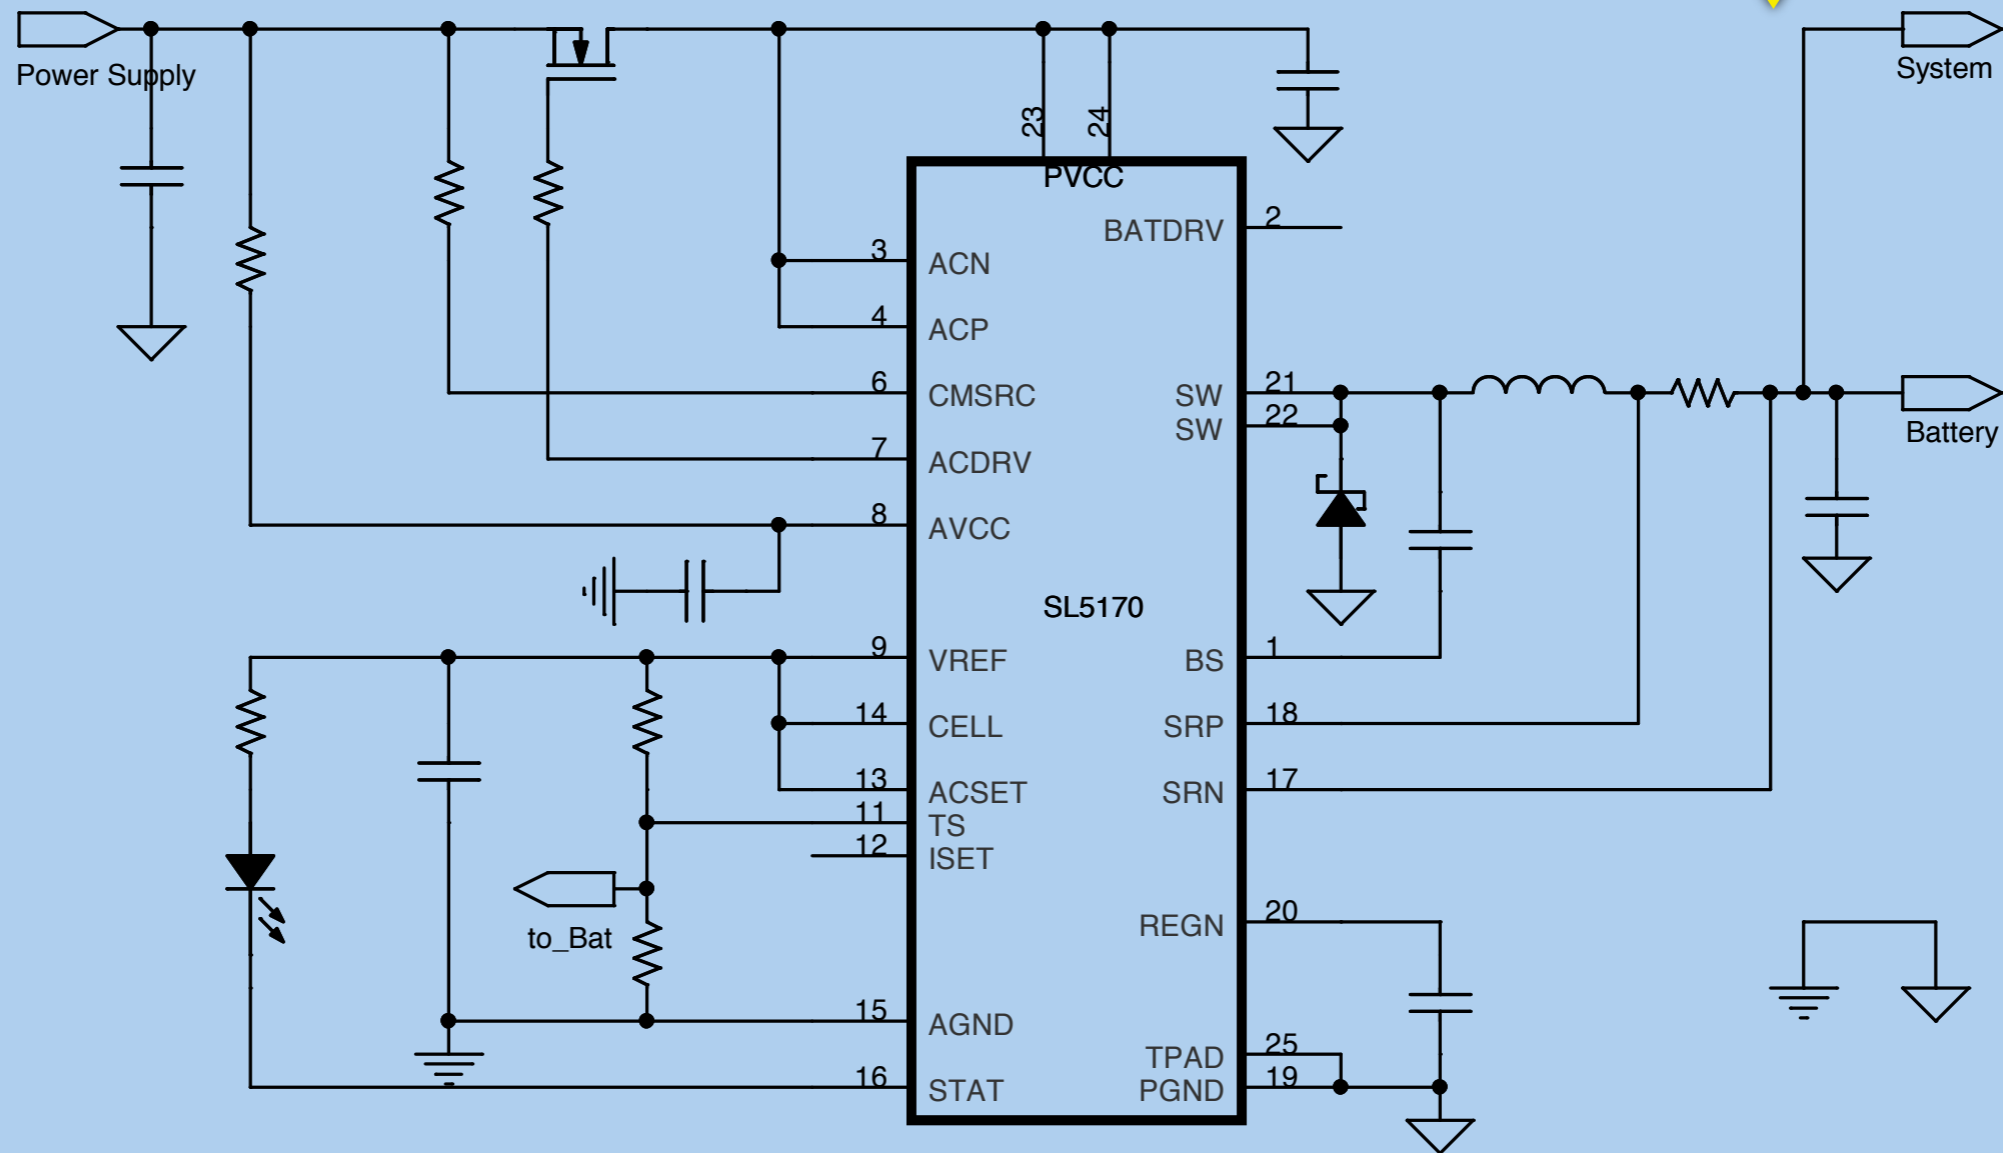 Power Supply
System
23
24
PVCC
2
BATDRV
3
ACN
4
ACP
6
CMSRC
21
SW
22
SW
Battery
7
ACDRV
8
AVCC
SL5170
9
VREF
1
BS
14
CELL
18
SRP
13
ACSET
17
SRN
11
TS
12
ISET
to_Bat
20
REGN
15
AGND
25
TPAD
16
STAT
19
PGND